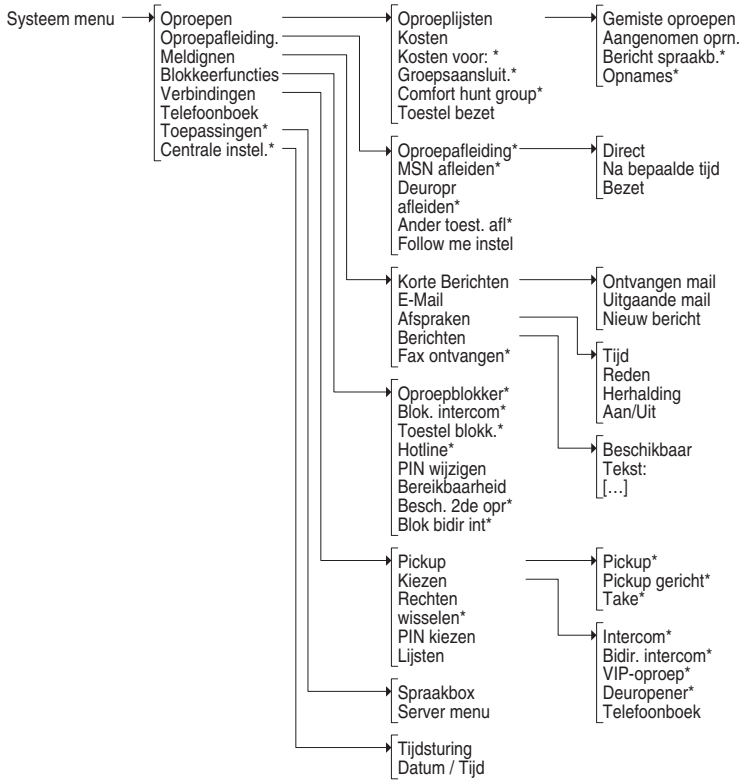 Systeem menu
Oproepen
Oproepafleiding.
Meldignen
Blokkeerfuncties
Verbindingen
Telefoonboek
Toepassingen*
Centrale instel.*
Oproeplijsten
Kosten
Kosten voor: *
Groepsaansluit.*
Comfort hunt group*
Toestel bezet
Gemiste oproepen
Aangenomen oprn.
Bericht spraakb.*
Opnames*
Oproepafleiding*
MSN afleiden*
Deuropr
afleiden*
Ander toest. afl*
Follow me instel
Direct
Na bepaalde tijd
Bezet
Korte Berichten
E-Mail
Afspraken
Berichten
Fax ontvangen*
Ontvangen mail
Uitgaande mail
Nieuw bericht
Tijd
Reden
Herhalding
Aan/Uit
Beschikbaar
Tekst:
[…]
Oproepblokker*
Blok. intercom*
Toestel blokk.*
Hotline*
PIN wijzigen
Bereikbaarheid
Besch. 2de opr*
Blok bidir int*
Pickup
Kiezen
Rechten
wisselen*
PIN kiezen
Lijsten
Pickup*
Pickup gericht*
Take*
Intercom*
Bidir. intercom*
VIP-oproep*
Deuropener*
Telefoonboek
Spraakbox
Server menu
Tijdsturing
Datum / Tijd